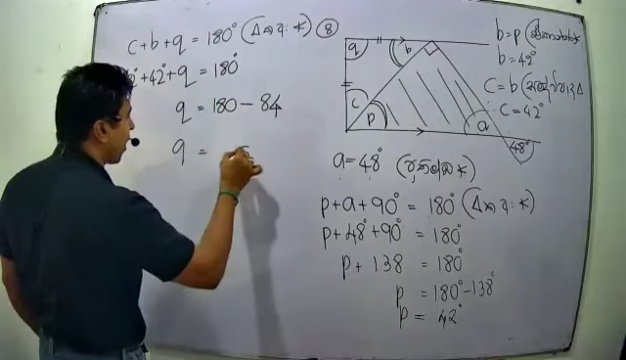 c + b + q = 180° (Δ
8
+ 42° + q = 180°
q = 180 - 84
q =
q
b
c
p
a
48°
b = p
b = 42°
c = b
c = 42°
a = 48°
p + a + 90° = 180° (Δ
p + 48° + 90° = 180°
p + 138 = 180°
p = 180° - 138°
p = 42°